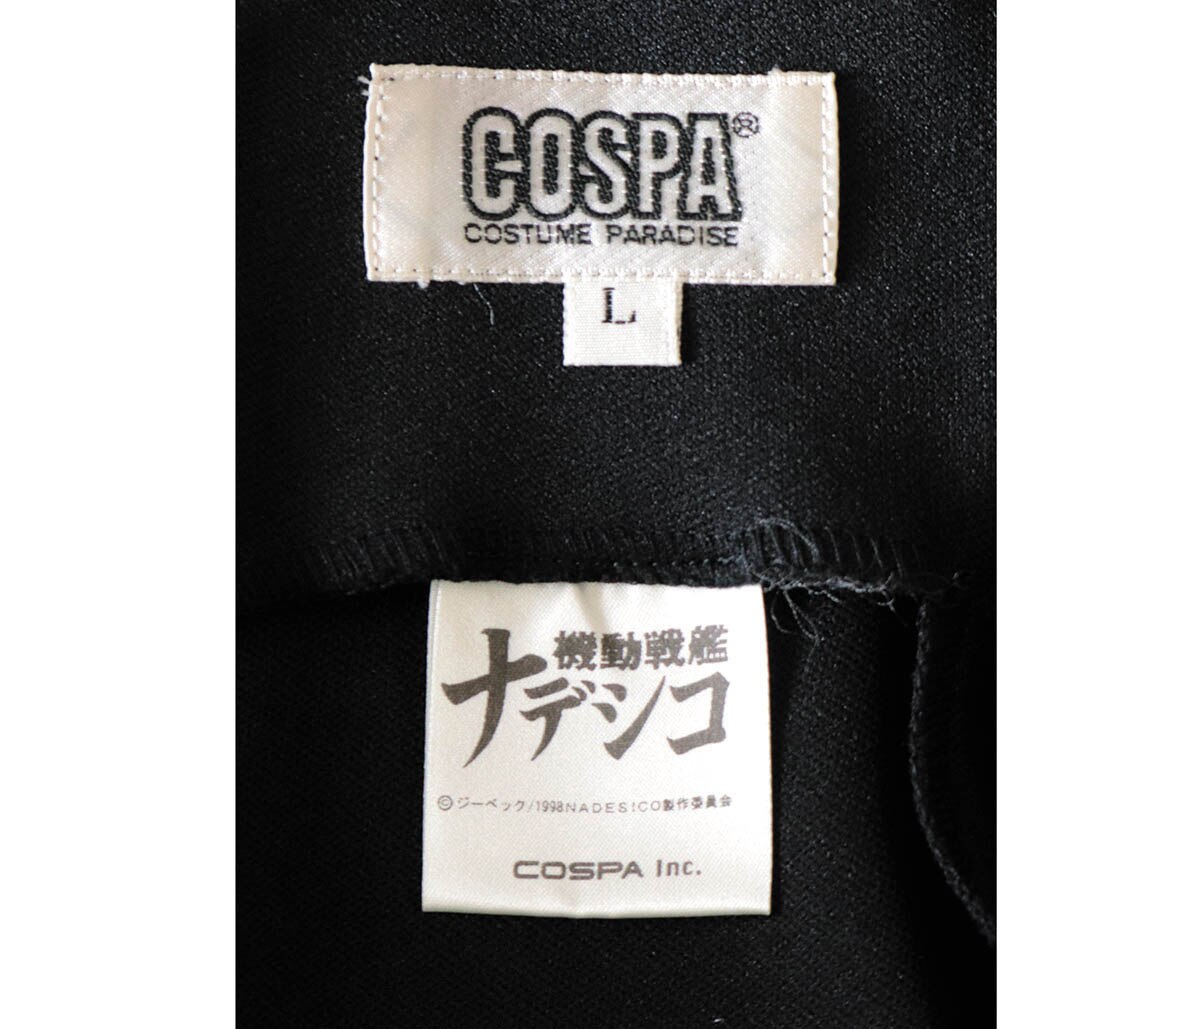 COSPA®
COSTUME PARADISE
L
機動戦艦
ナデシコ
©ジーベック/1998NADESICO製作委員会
COSPA Inc.